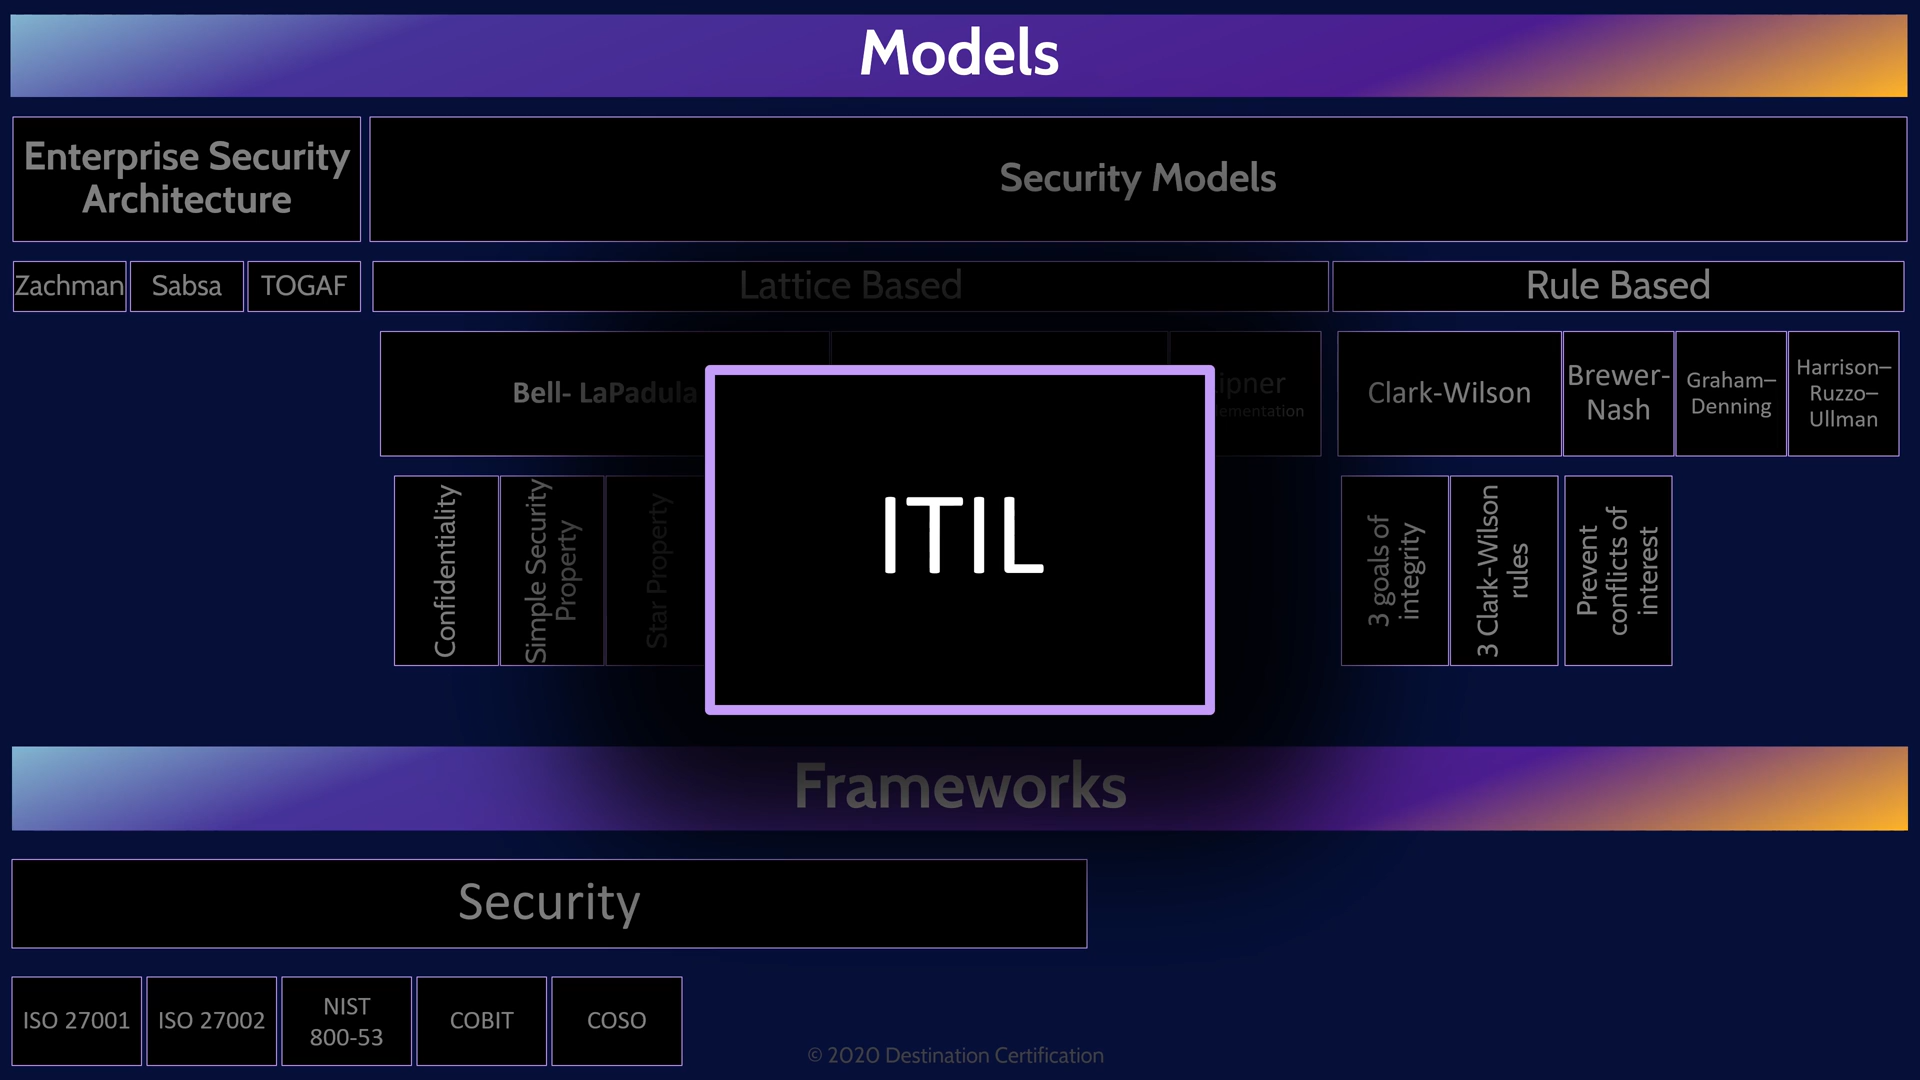 Models
Enterprise Security
Architecture
Security Models
Zachman
Sabsa
TOGAF
Lattice Based
Rule Based
Bell- LaPadula
Clark-Wilson
Brewer-
Nash
Graham–
Denning
Harrison–
Ruzzo–
Ullman
Confidentiality
Simple Security
Property
Star Property
ITIL
3 goals of
integrity
3 Clark-Wilson
rules
Prevent
conflicts of
interest
Frameworks
Security
ISO 27001
ISO 27002
NIST
800-53
COBIT
COSO
© 2020 Destination Certification